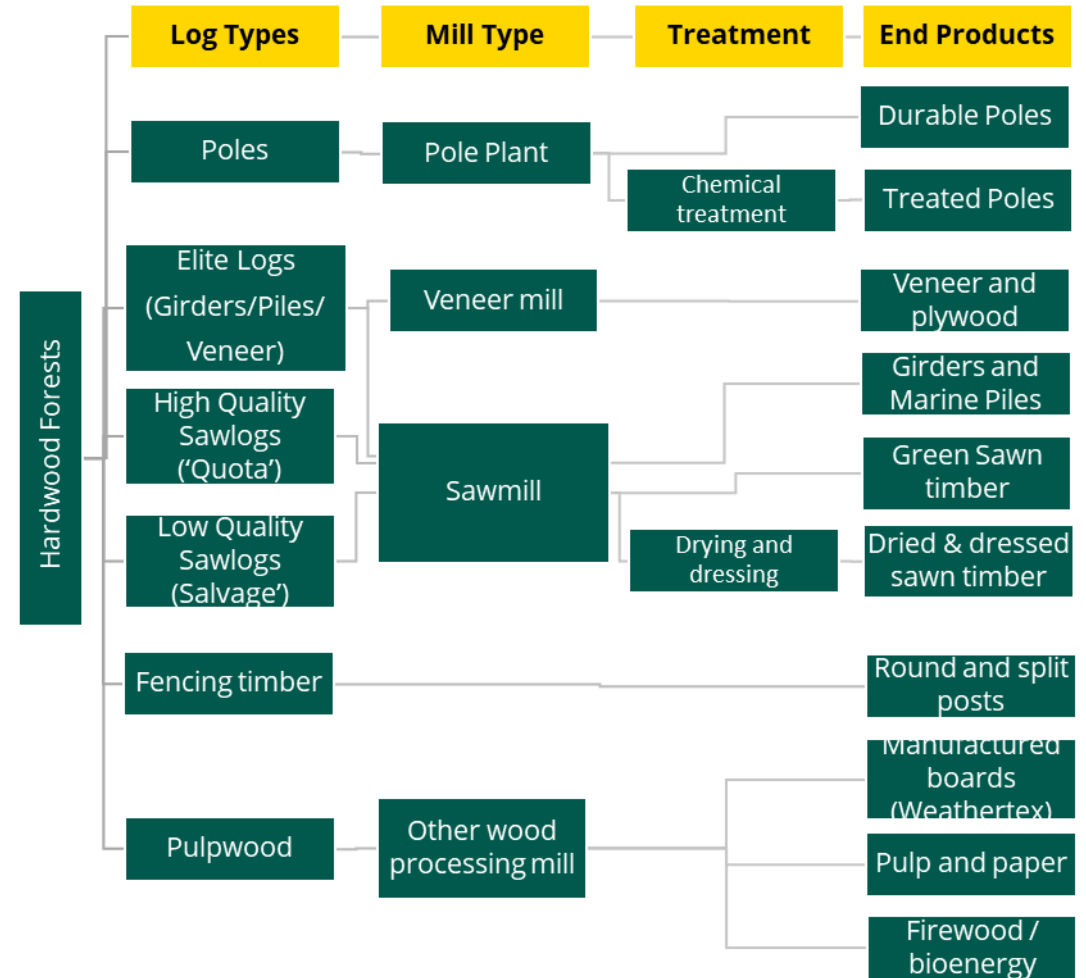 Log Types
Mill Type
Treatment
End Products
Hardwood Forests
Poles
Pole Plant
Chemical
treatment
Durable Poles
Treated Poles
Elite Logs
(Girders/Piles/
Veneer)
Veneer mill
Veneer and
plywood
High Quality
Sawlogs
(‘Quota’)
Low Quality
Sawlogs
(Salvage’)
Sawmill
Girders and
Marine Piles
Green Sawn
timber
Drying and
dressing
Dried & dressed
sawn timber
Fencing timber
Round and split
posts
Pulpwood
Other wood
processing mill
Manufactured
boards
(Weathertex)
Pulp and paper
Firewood /
bioenergy